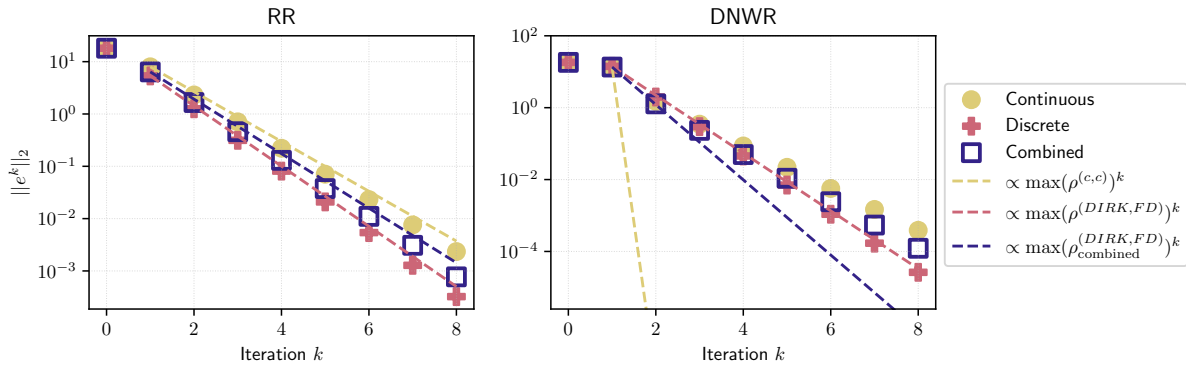 RR
DNWR
||e^k||_2
10^1
10^0
10^{-1}
10^{-2}
10^{-3}
0 2 4 6 8
Iteration k
10^2
10^0
10^{-2}
10^{-4}
0 2 4 6 8
Iteration k
Continuous
Discrete
Combined
∝ max(ρ^{(c,c)})^k
∝ max(ρ^{(DIRK,FD)})^k
∝ max(ρ_{combined}^{(DIRK,FD)})^k